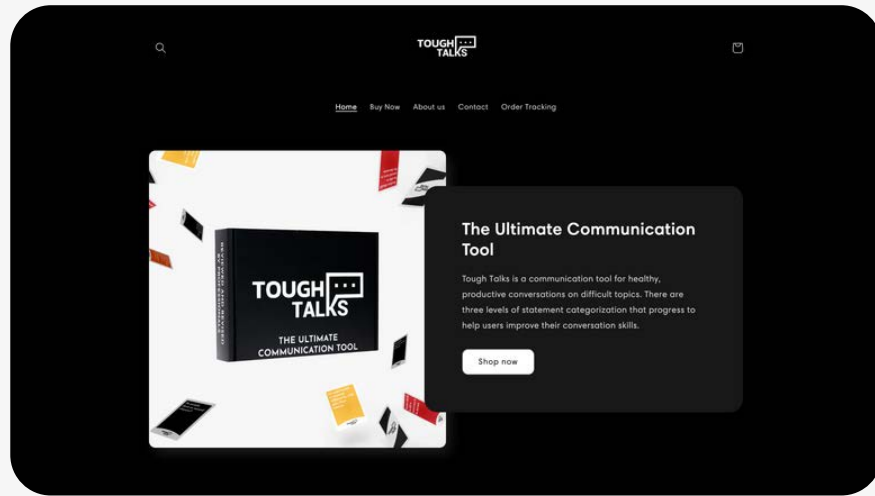 TOUGH
TALKS
Home Buy Now About us Contact Order Tracking
TOUGH
TALKS
THE ULTIMATE
COMMUNICATION TOOL
The Ultimate Communication
Tool
Tough Talks is a communication tool for healthy,
productive conversations on difficult topics. There are
three levels of statement categorization that progress to
help users improve their conversation skills.
Shop now